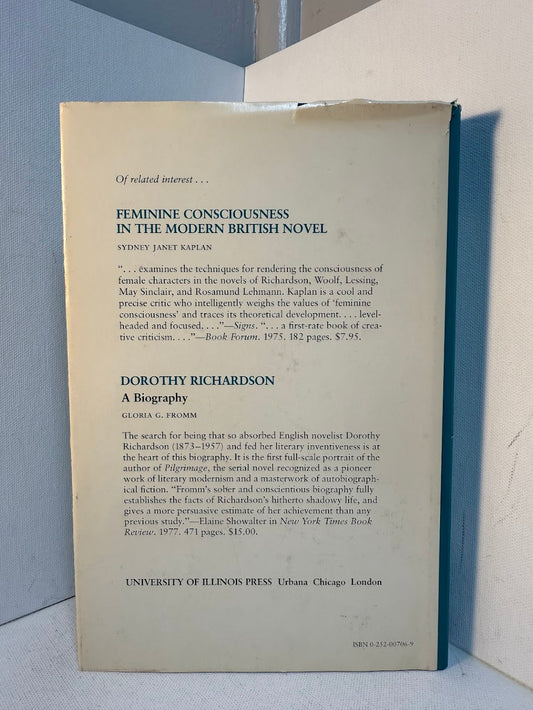 Of related interest . . .
FEMININE CONSCIOUSNESS
IN THE MODERN BRITISH NOVEL
SYDNEY JANET KAPLAN
“. . . examines the techniques for rendering the consciousness of
female characters in the novels of Richardson, Woolf, Lessing,
May Sinclair, and Rosamund Lehmann. Kaplan is a cool and
precise critic who intelligently weighs the values of ‘feminine
consciousness’ and traces its theoretical development. . . . level-
headed and focused. . . .”—Signs. “. . . a first-rate book of crea-
tive criticism. . . .”—Book Forum. 1975. 182 pages. $7.95.
DOROTHY RICHARDSON
A Biography
GLORIA G. FROMM
The search for being that so absorbed English novelist Dorothy
Richardson (1873–1957) and fed her literary inventiveness is at
the heart of this biography. It is the first full-scale portrait of the
author of Pilgrimage, the serial novel recognized as a pioneer
work of literary modernism and a masterwork of autobiograph-
ical fiction. “Fromm’s sober and conscientious biography fully
establishes the facts of Richardson’s hitherto shadowy life, and
gives a more persuasive estimate of her achievement than any
previous study.”—Elaine Showalter in New York Times Book
Review. 1977. 471 pages. $15.00.
UNIVERSITY OF ILLINOIS PRESS Urbana Chicago London
ISBN 0-252-00706-9